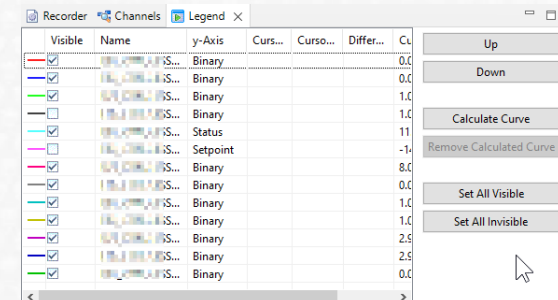 Recorder Channels Legend
Visible Name y-Axis Curs... Curso... Differ... Cu
S... Binary 0.0
S... Binary 0.0
S... Binary 1.0
S... Binary 1.0
S... Status 11
S... Setpoint -14
S... Binary 8.0
S... Binary 0.0
S... Binary 1.0
S... Binary 1.0
S... Binary 2.9
S... Binary 2.9
S... Binary 0.0
Up
Down
Calculate Curve
Remove Calculated Curve
Set All Visible
Set All Invisible